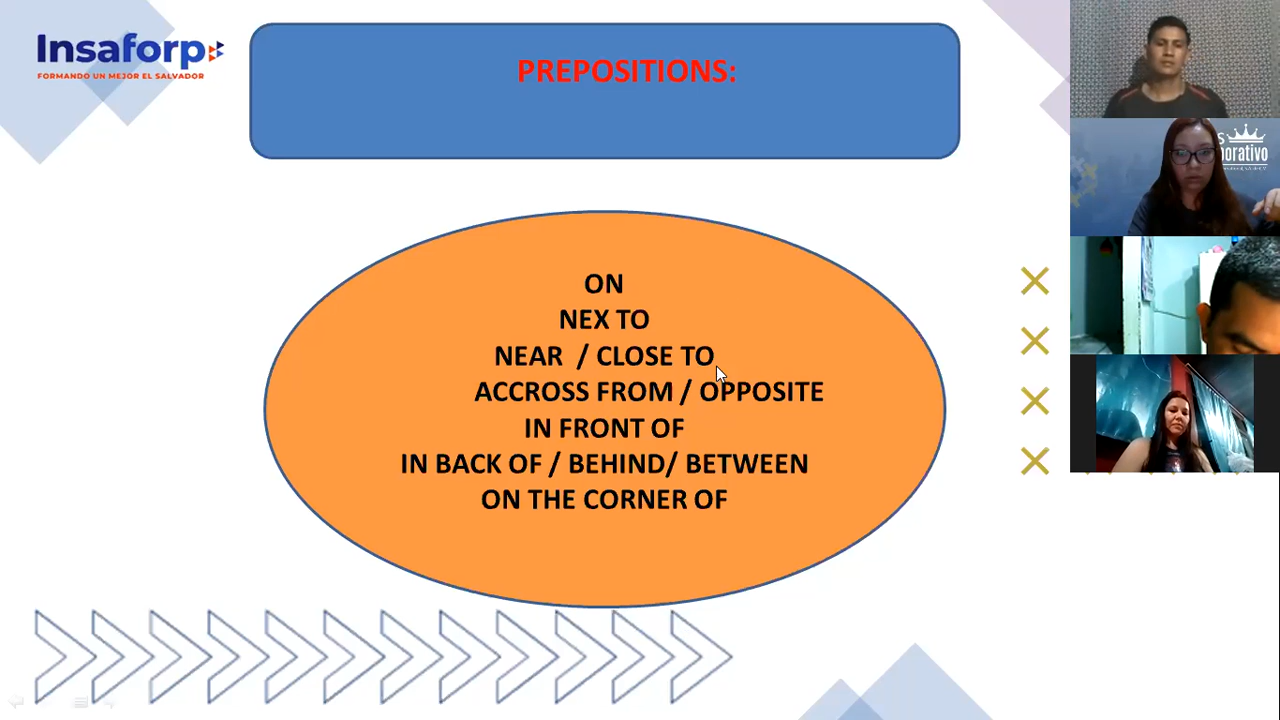 Insaforp
FORMANDO UN MEJOR EL SALVADOR
PREPOSITIONS:
ON
NEX TO
NEAR / CLOSE TO
ACCROSS FROM / OPPOSITE
IN FRONT OF
IN BACK OF / BEHIND/ BETWEEN
ON THE CORNER OF